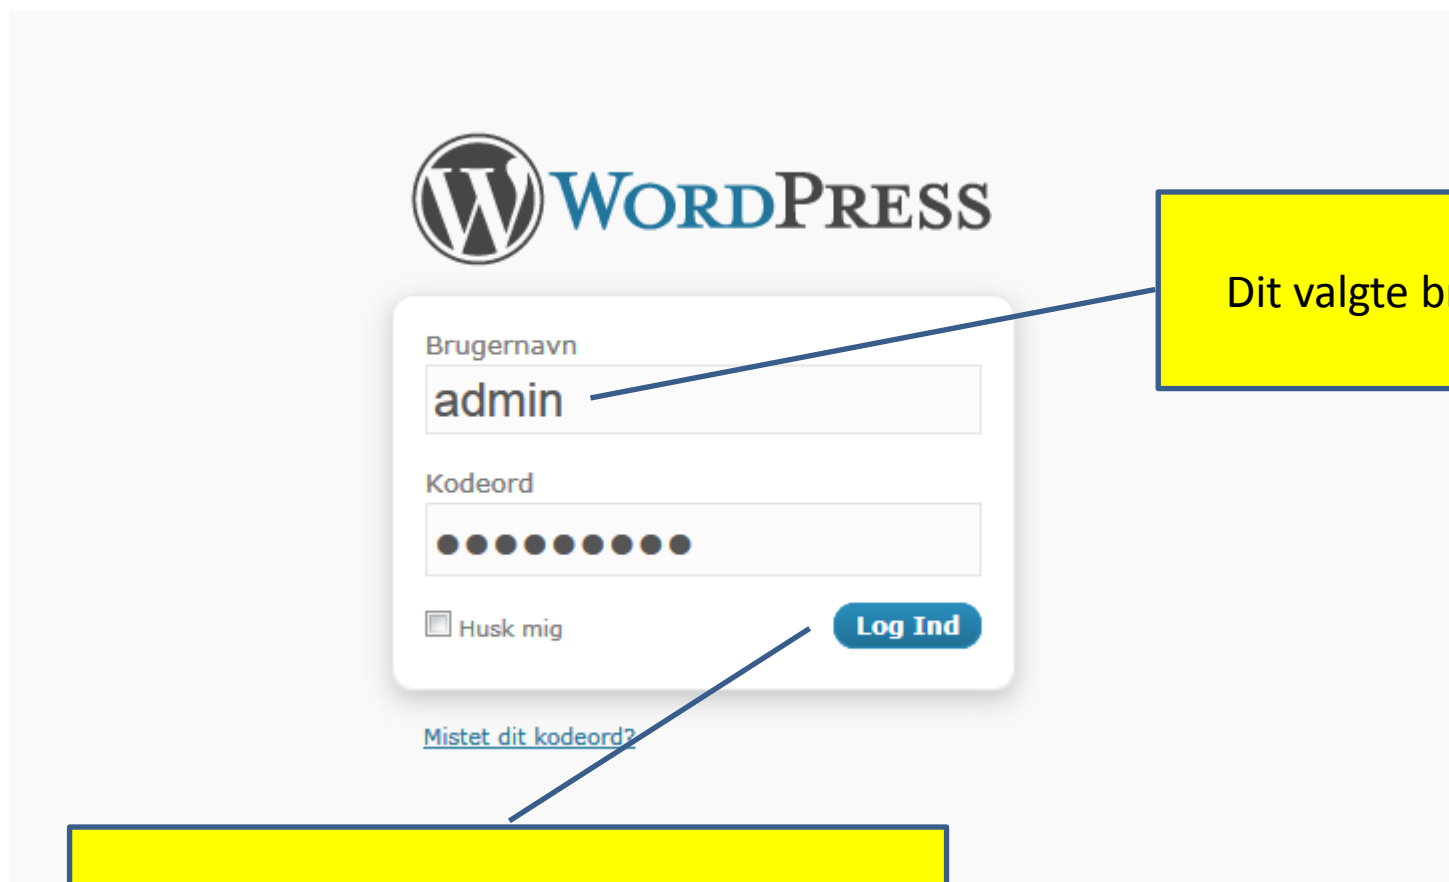 WORDPRESS
Dit valgte
Brugernavn
admin
Kodeord
Husk mig
Log Ind
Mistet dit kodeord?